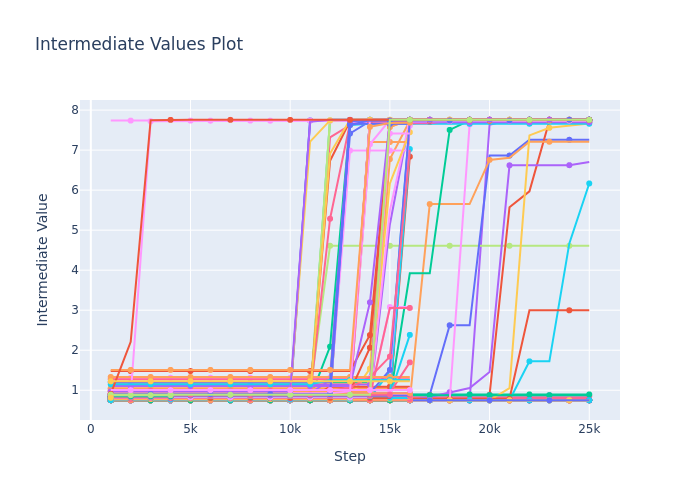 Intermediate Values Plot
8
7
6
5
4
3
2
1
Intermediate Value
0
5k
10k
15k
20k
25k
Step